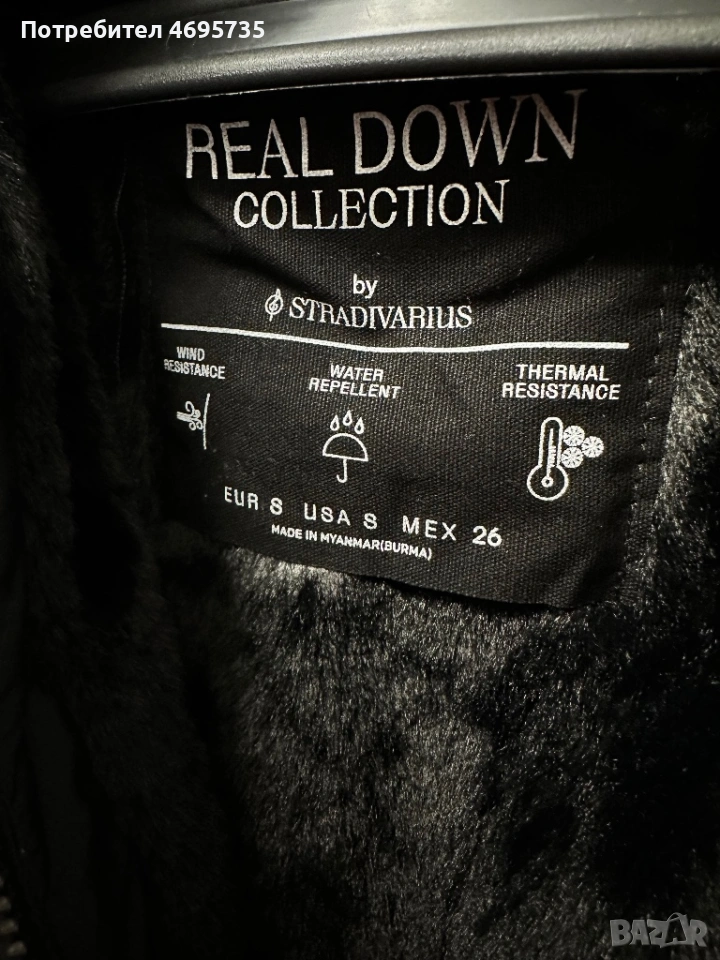 Потребител 4695735
REAL DOWN
COLLECTION
by
STRADIVARIUS
WIND
RESISTANCE
WATER
REPELLENT
THERMAL
RESISTANCE
EUR S USA S MEX 26
MADE IN MYANMAR(BURMA)
BAZAR